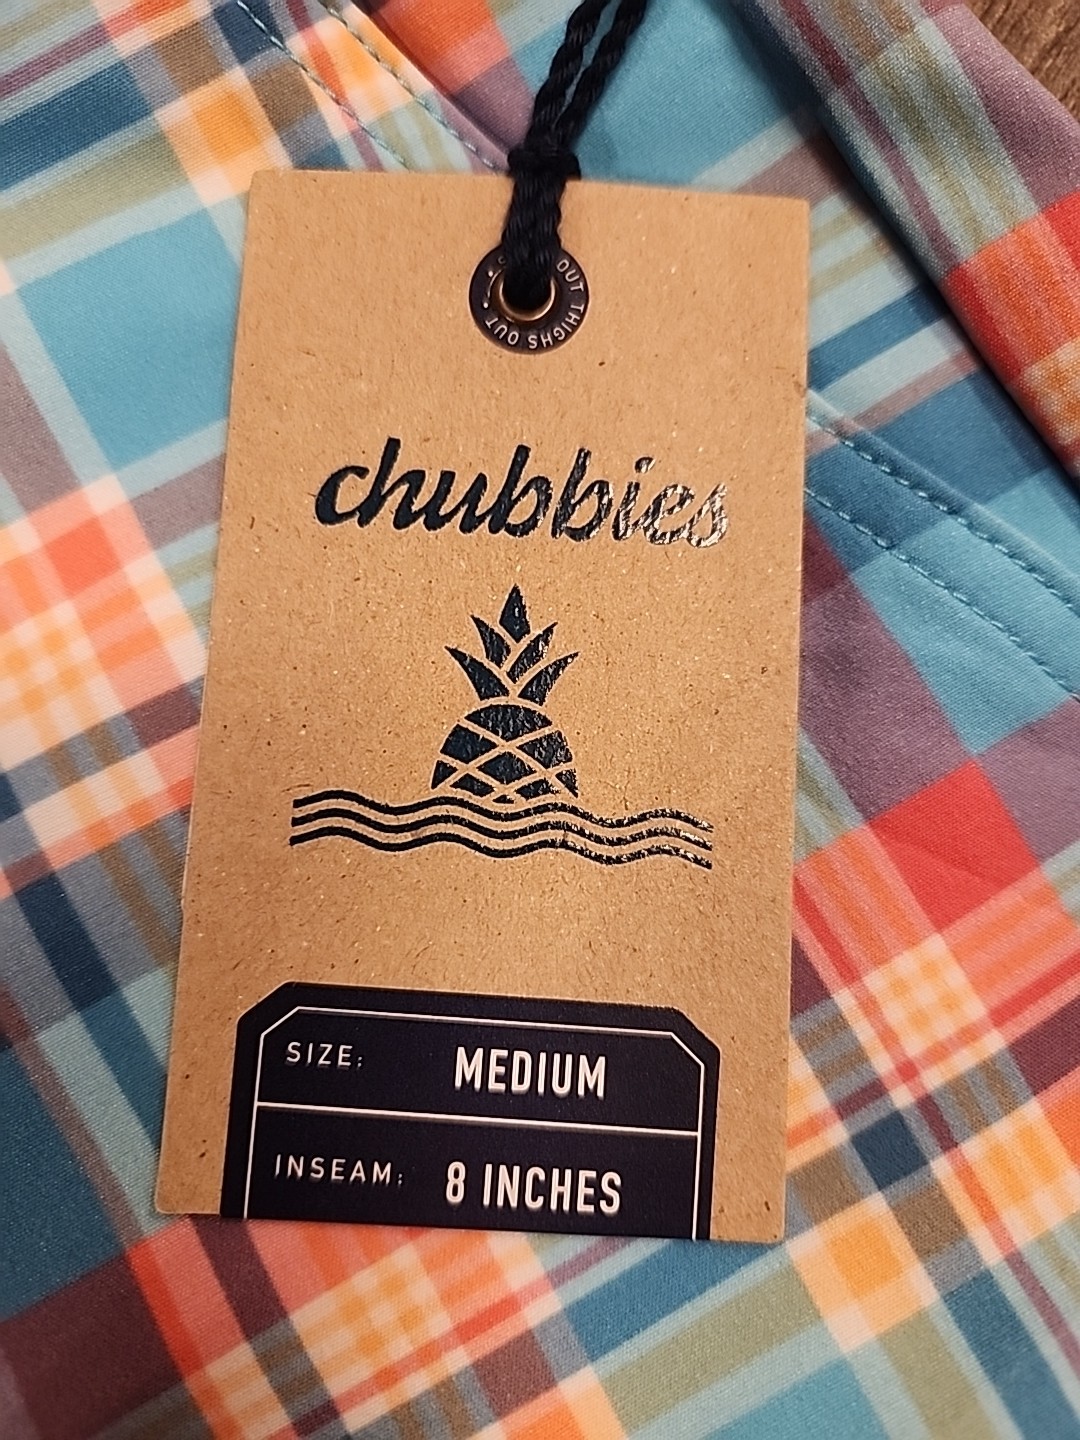 OUT THIGHS OUT
chubbies
SIZE: MEDIUM
INSEAM: 8 INCHES